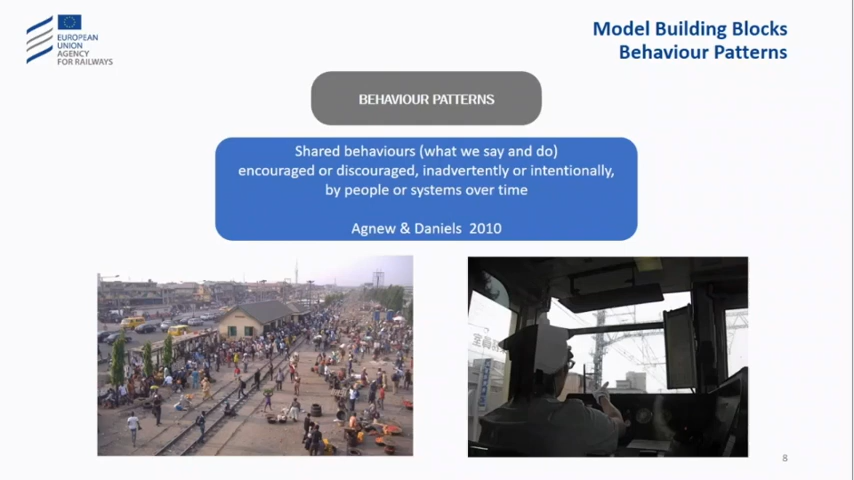 EUROPEAN
UNION
AGENCY
FOR RAILWAYS
Model Building Blocks
Behaviour Patterns
BEHAVIOUR PATTERNS
Shared behaviours (what we say and do)
encouraged or discouraged, inadvertently or intentionally,
by people or systems over time
Agnew & Daniels 2010
8